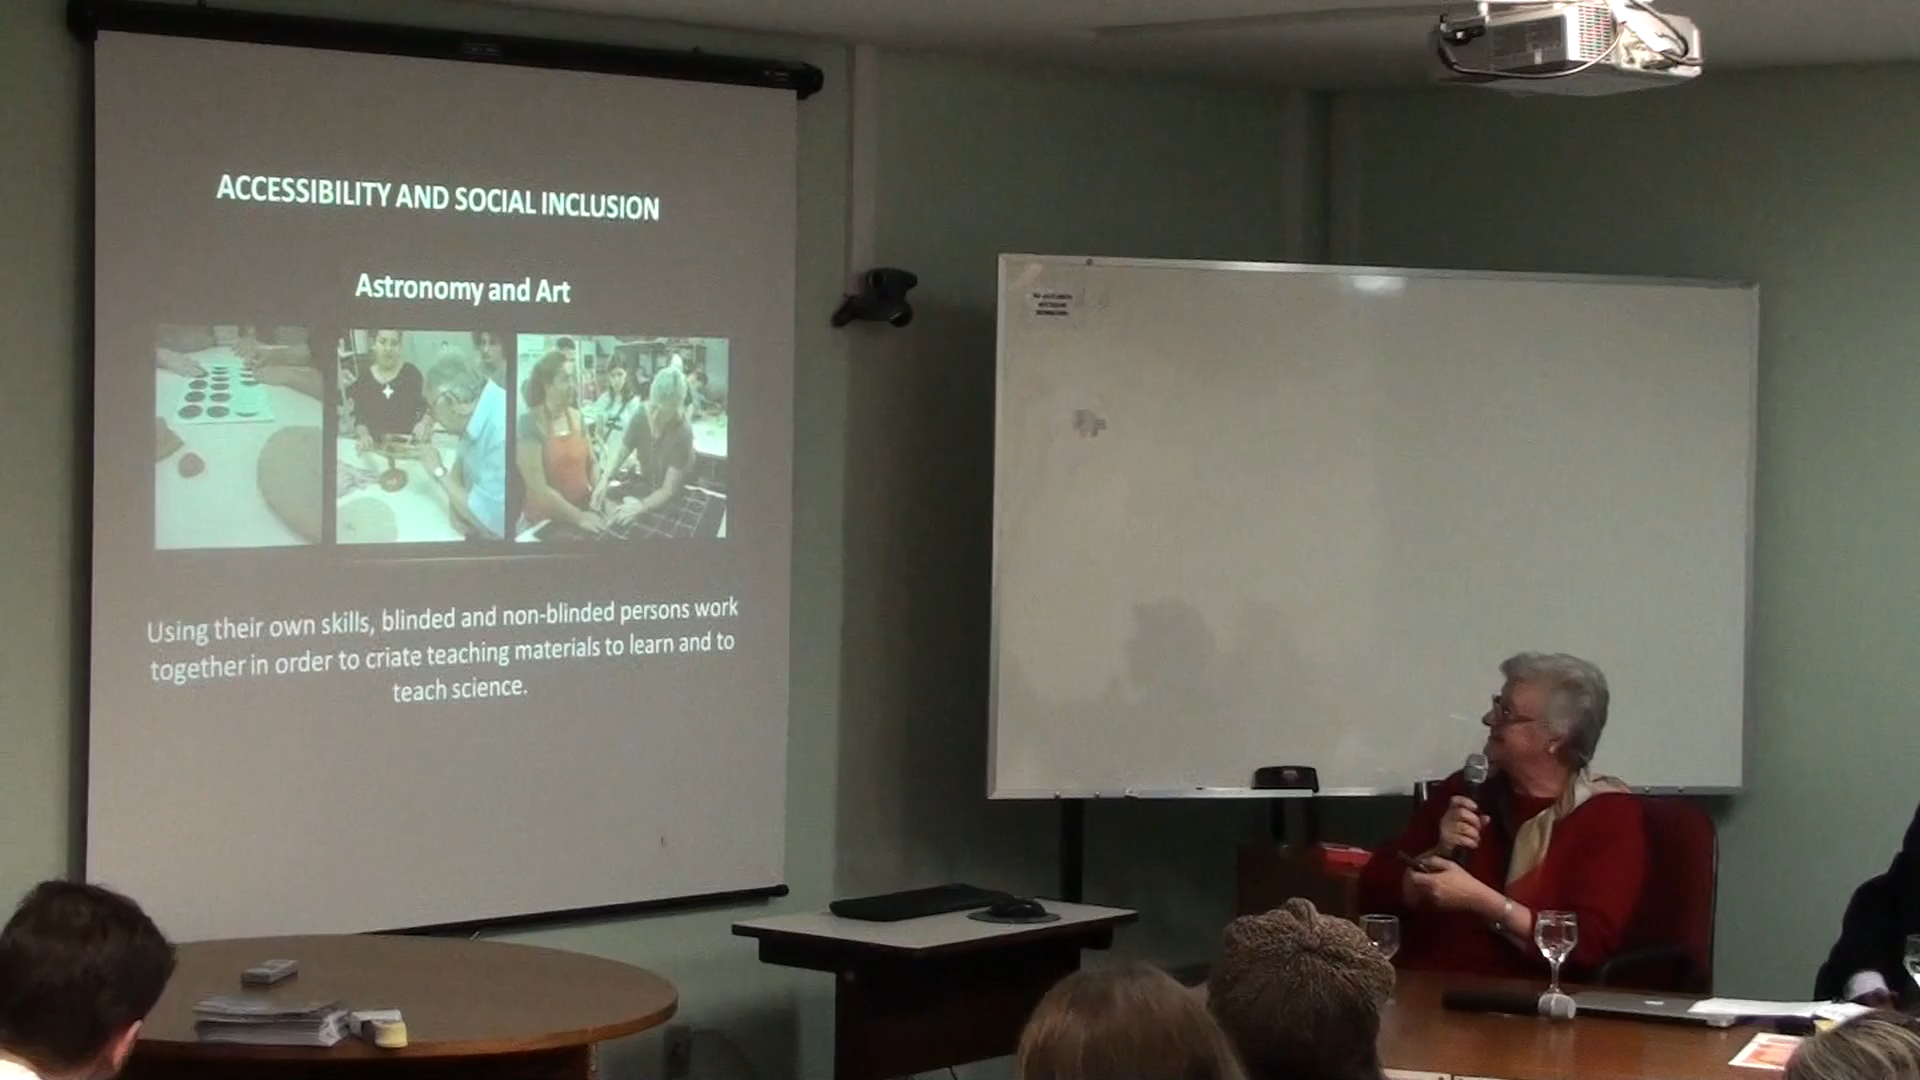 ACCESSIBILITY AND SOCIAL INCLUSION
Astronomy and Art
Using their own skills, blinded and non-blinded persons work
together in order to criate teaching materials to learn and to
teach science.